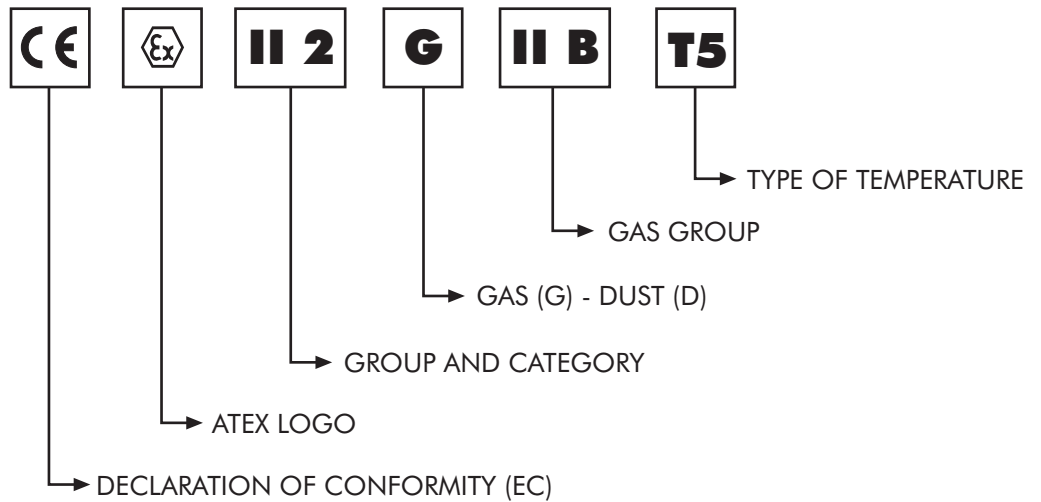 CE Ex II 2 G II B T5
TYPE OF TEMPERATURE
GAS GROUP
GAS (G) - DUST (D)
GROUP AND CATEGORY
ATEX LOGO
DECLARATION OF CONFORMITY (EC)